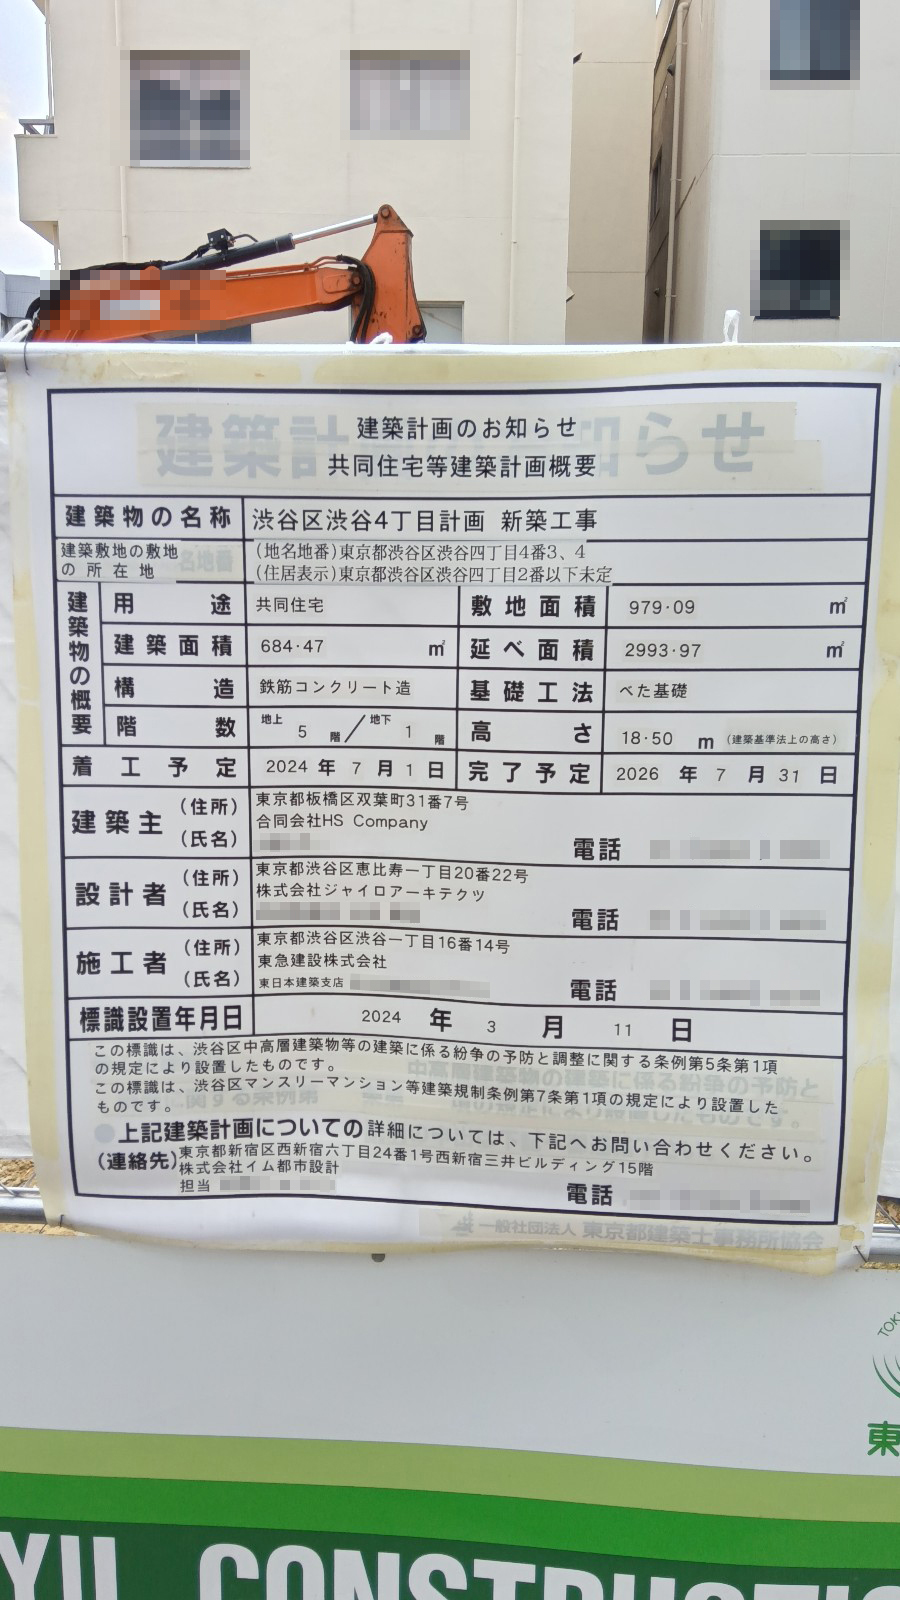 建築計画のお知らせ
共同住宅等建築計画概要
建築物の名称 渋谷区渋谷4丁目計画 新築工事
建築敷地の敷地
の所在地
(地名地番)東京都渋谷区渋谷四丁目4番3、4
(住居表示)東京都渋谷区渋谷四丁目2番以下未定
建築物の概要
用途 共同住宅 敷地面積 979・09 ㎡
建築面積 684・47 ㎡ 延べ面積 2993・97 ㎡
構造 鉄筋コンクリート造 基礎工法 べた基礎
階数 地上 5 階/地下 1 階 高さ 18・50 m (建築基準法上の高さ)
着工予定 2024 年 7 月 1 日 完了予定 2026 年 7 月 31 日
建築主 (住所) 東京都板橋区双葉町31番7号
合同会社HS Company
(氏名) 電話
設計者 (住所) 東京都渋谷区恵比寿一丁目20番22号
株式会社ジャイロアーキテクツ
(氏名) 電話
施工者 (住所) 東京都渋谷区渋谷一丁目16番14号
東急建設株式会社
(氏名) 東日本建築支店 電話
標識設置年月日 2024 年 3 月 11 日
この標識は、渋谷区中高層建築物等の建築に係る紛争の予防と調整に関する条例第5条第1項
の規定により設置したものです。
この標識は、渋谷区マンスリーマンション等建築規制条例第7条第1項の規定により設置した
ものです。
●上記建築計画についての詳細については、下記へお問い合わせください。
(連絡先)東京都新宿区西新宿六丁目24番1号西新宿三井ビルディング15階
株式会社イム都市設計
担当 電話
一般社団法人 東京都建築士事務所協会
TOKY
東
YU CONSTRUCTIO